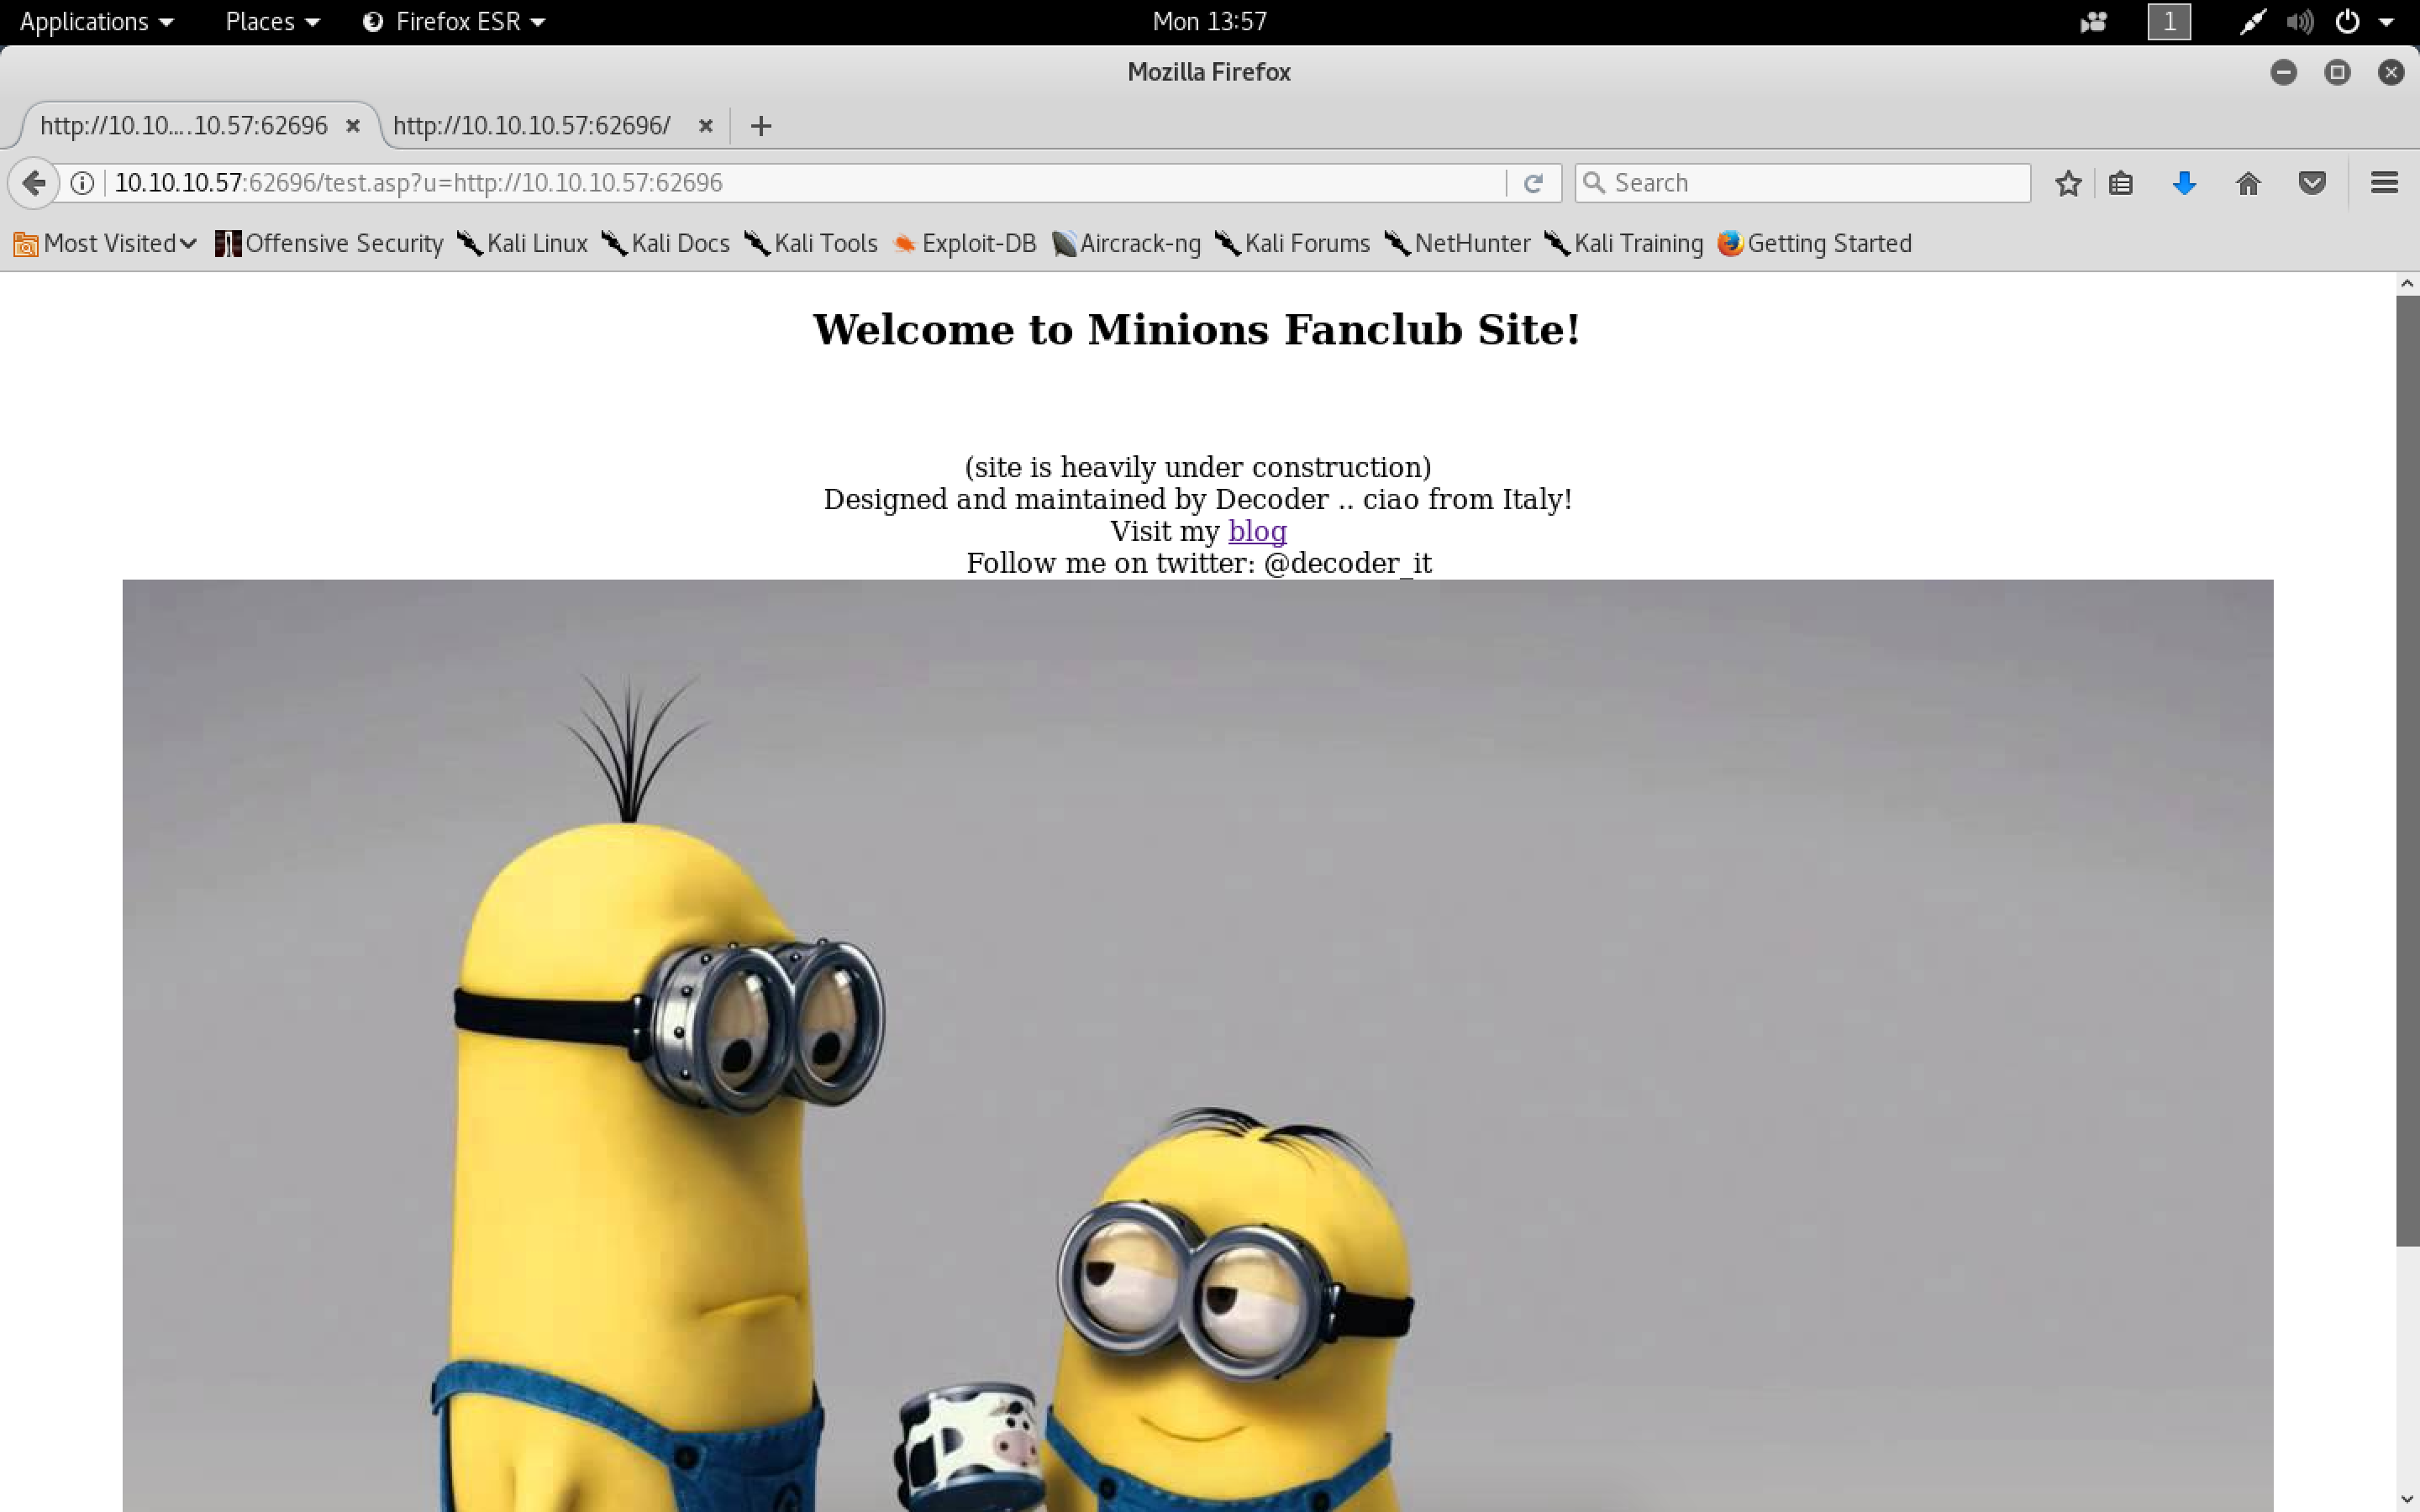 Applications Places Firefox ESR Mon 13:57 1
Mozilla Firefox
http://10.10....10.57:62696 http://10.10.10.57:62696/
10.10.10.57:62696/test.asp?u=http://10.10.10.57:62696 Search
Most Visited Offensive Security Kali Linux Kali Docs Kali Tools Exploit-DB Aircrack-ng Kali Forums NetHunter Kali Training Getting Started
Welcome to Minions Fanclub Site!
(site is heavily under construction)
Designed and maintained by Decoder .. ciao from Italy!
Visit my blog
Follow me on twitter: @decoder_it